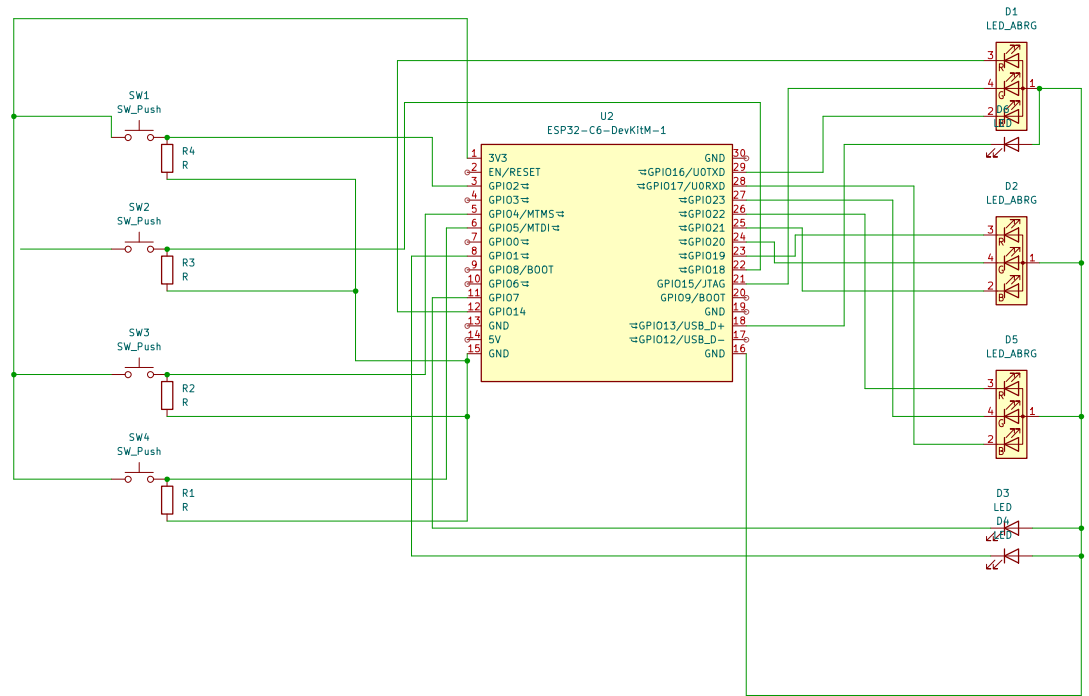 D1
LED_ABRG
3
R
4
G
1
2
B
D6
LED
SW1
SW_Push
R4
R
U2
ESP32-C6-DevKitM-1
1 3V3 GND 30
2 EN/RESET GPIO16/U0TXD 29
3 GPIO2 GPIO17/U0RXD 28
4 GPIO3 GPIO23 27
5 GPIO4/MTMS GPIO22 26
6 GPIO5/MTDI GPIO21 25
7 GPIO0 GPIO20 24
8 GPIO1 GPIO19 23
9 GPIO8/BOOT GPIO18 22
10 GPIO6 GPIO15/JTAG 21
11 GPIO7 GPIO9/BOOT 20
12 GPIO14 GND 19
13 GND GPIO13/USB_D+ 18
14 5V GPIO12/USB_D- 17
15 GND GND 16
D2
LED_ABRG
3
R
4
G
1
2
B
SW2
SW_Push
R3
R
SW3
SW_Push
R2
R
D5
LED_ABRG
3
R
4
G
1
2
B
SW4
SW_Push
R1
R
D3
LED
D4
LED